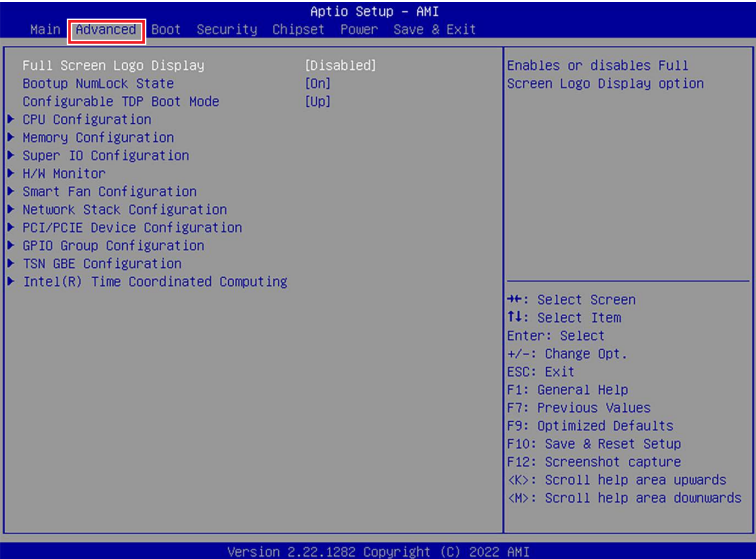 Aptio Setup – AMI
Main Advanced Boot Security Chipset Power Save & Exit
Full Screen Logo Display [Disabled]
Bootup NumLock State [On]
Configurable TDP Boot Mode [Up]
▶ CPU Configuration
▶ Memory Configuration
▶ Super IO Configuration
▶ H/W Monitor
▶ Smart Fan Configuration
▶ Network Stack Configuration
▶ PCI/PCIE Device Configuration
▶ GPIO Group Configuration
▶ TSN GBE Configuration
▶ Intel(R) Time Coordinated Computing
Enables or disables Full
Screen Logo Display option
→←: Select Screen
↑↓: Select Item
Enter: Select
+/-: Change Opt.
ESC: Exit
F1: General Help
F7: Previous Values
F9: Optimized Defaults
F10: Save & Reset Setup
F12: Screenshot capture
<K>: Scroll help area upwards
<M>: Scroll help area downwards
Version 2.22.1282 Copyright (C) 2022 AMI